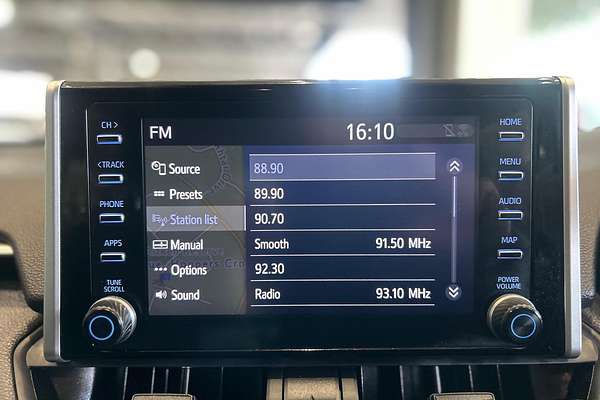 FM 16:10
CH >
< TRACK
PHONE
APPS
TUNE
SCROLL
Source
Presets
Station list
Manual
Options
Sound
88.90
89.90
90.70
Smooth 91.50 MHz
92.30
Radio 93.10 MHz
HOME
MENU
AUDIO
MAP
POWER
VOLUME